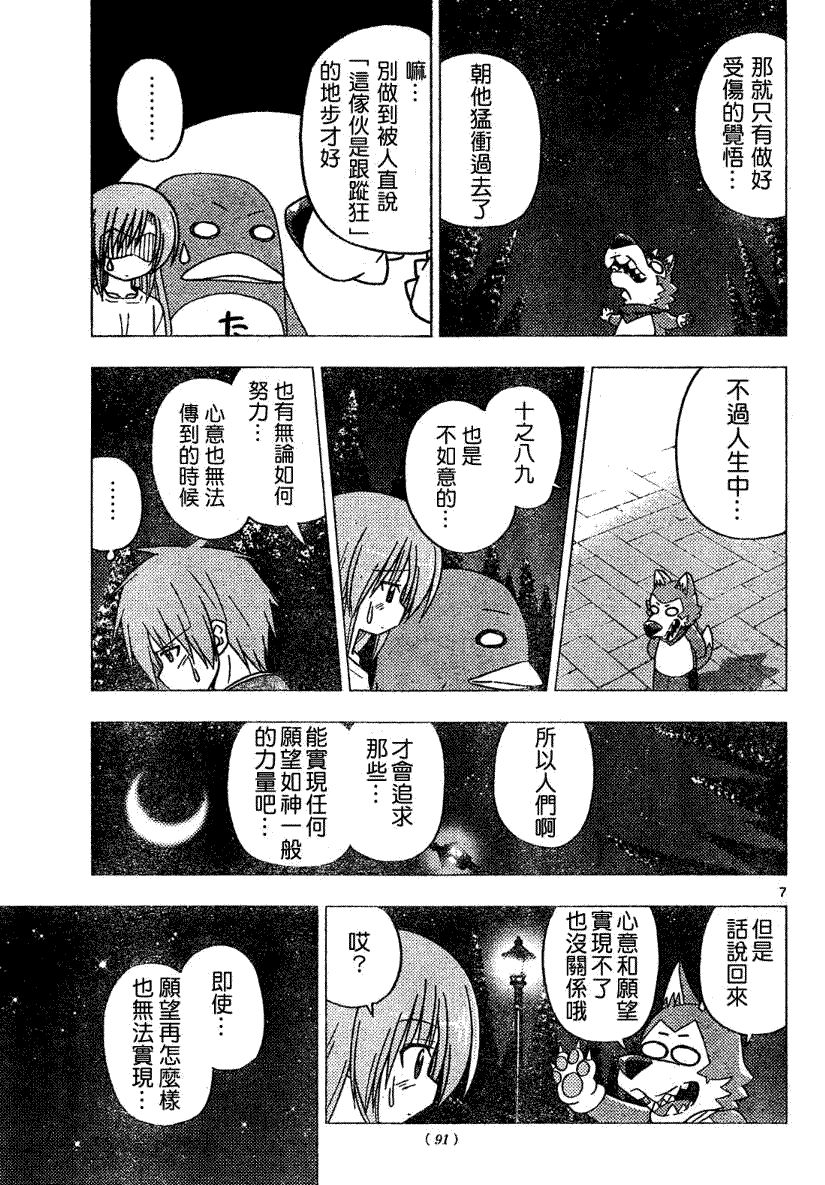 那就只有做好
受傷的覺悟…
朝他猛衝過去了
嘛…
別做到被人直說
「這傢伙是跟蹤狂」
的地步才好
………
た
不過人生中…
十之八九
也是
不如意的…
也有無論如何
努力…
心意也無法
傳到的時候
……
所以人們啊
才會追求
那些…
能實現任何
願望如神一般
的力量吧…
7
但是
話說回來
心意和願望
實現不了
也沒關係哦
哎？
即使…
願望再怎麼樣
也無法實現…
（91）